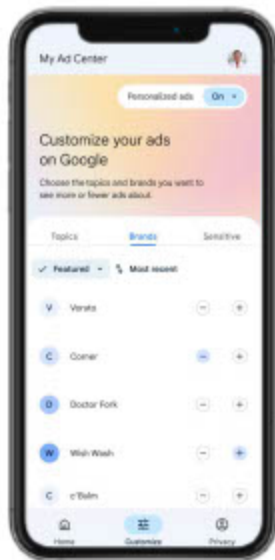 My Ad Center
Personalized ads On
Customize your ads
on Google
Choose the topics and brands you want to
see more or fewer ads about.
Topics Brands Sensitive
Featured Most recent
V Verato − +
C Corner − +
D Doctor Fork − +
W Wish Wash − +
C c'Balm − +
Home Customize Privacy